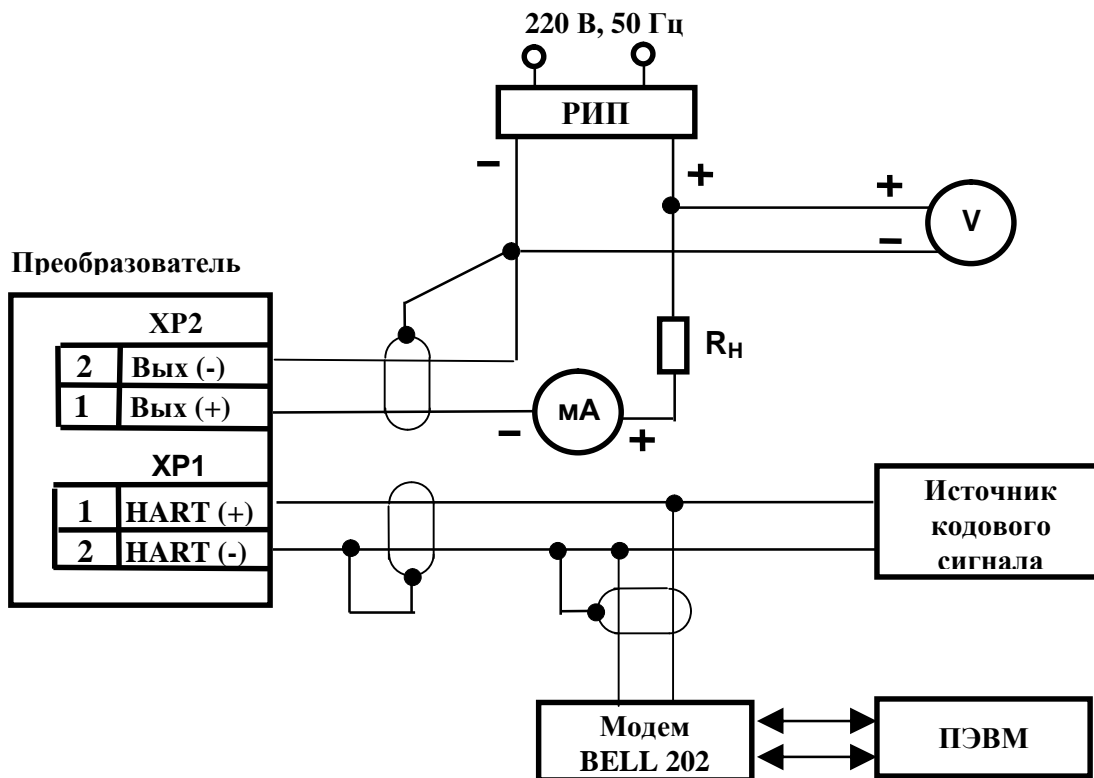 220 В, 50 Гц
РИП
−
+
+
V
−
Преобразователь
XP2
2 Вых (-)
1 Вых (+)
RН
мА
−
+
XP1
1 HART (+)
2 HART (-)
Источник
кодового
сигнала
Модем
BELL 202
ПЭВМ